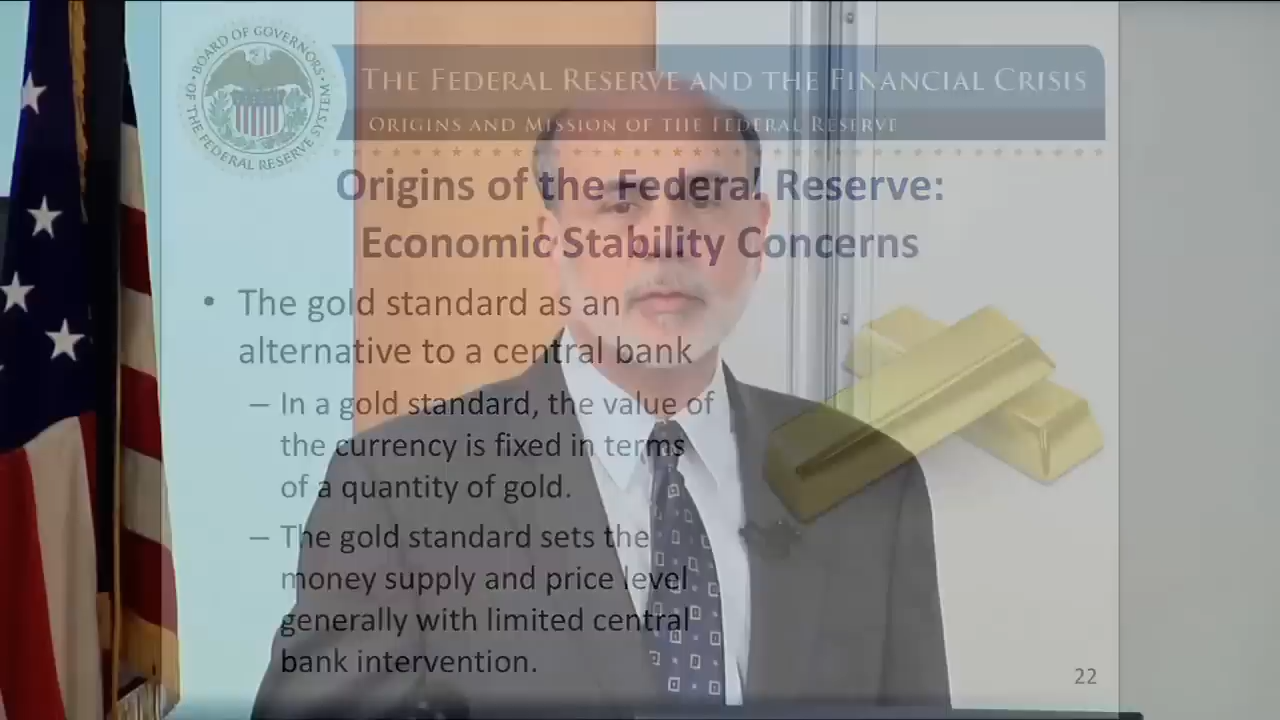 BOARD OF GOVERNORS
OF THE FEDERAL RESERVE SYSTEM
THE FEDERAL RESERVE AND THE FINANCIAL CRISIS
ORIGINS AND MISSION OF THE FEDERAL RESERVE
Origins of the Federal Reserve:
Economic Stability Concerns
• The gold standard as an
alternative to a central bank
– In a gold standard, the value of
the currency is fixed in terms
of a quantity of gold.
– The gold standard sets the
money supply and price level
generally with limited central
bank intervention.
22